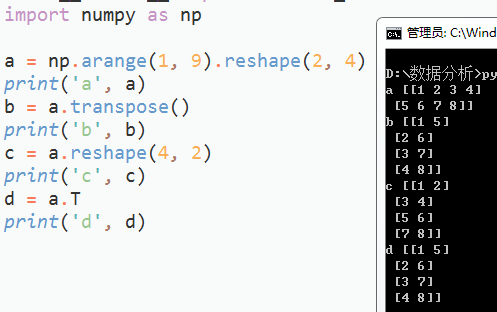 import numpy as np
a = np.arange(1, 9).reshape(2, 4)
print('a', a)
b = a.transpose()
print('b', b)
c = a.reshape(4, 2)
print('c', c)
d = a.T
print('d', d)
管理员: C:\Wind
D:\数据分析>py
a [[1 2 3 4]
 [5 6 7 8]]
b [[1 5]
 [2 6]
 [3 7]
 [4 8]]
c [[1 2]
 [3 4]
 [5 6]
 [7 8]]
d [[1 5]
 [2 6]
 [3 7]
 [4 8]]